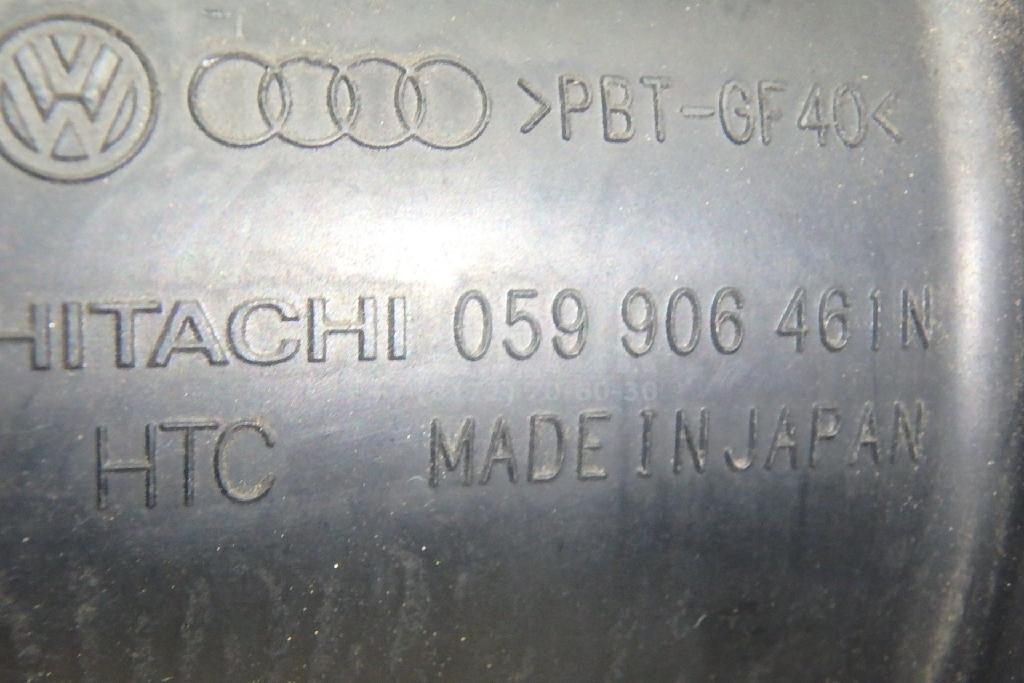 >PBT-GF40<
HITACHI 059 906 461N
HTC MADE IN JAPAN